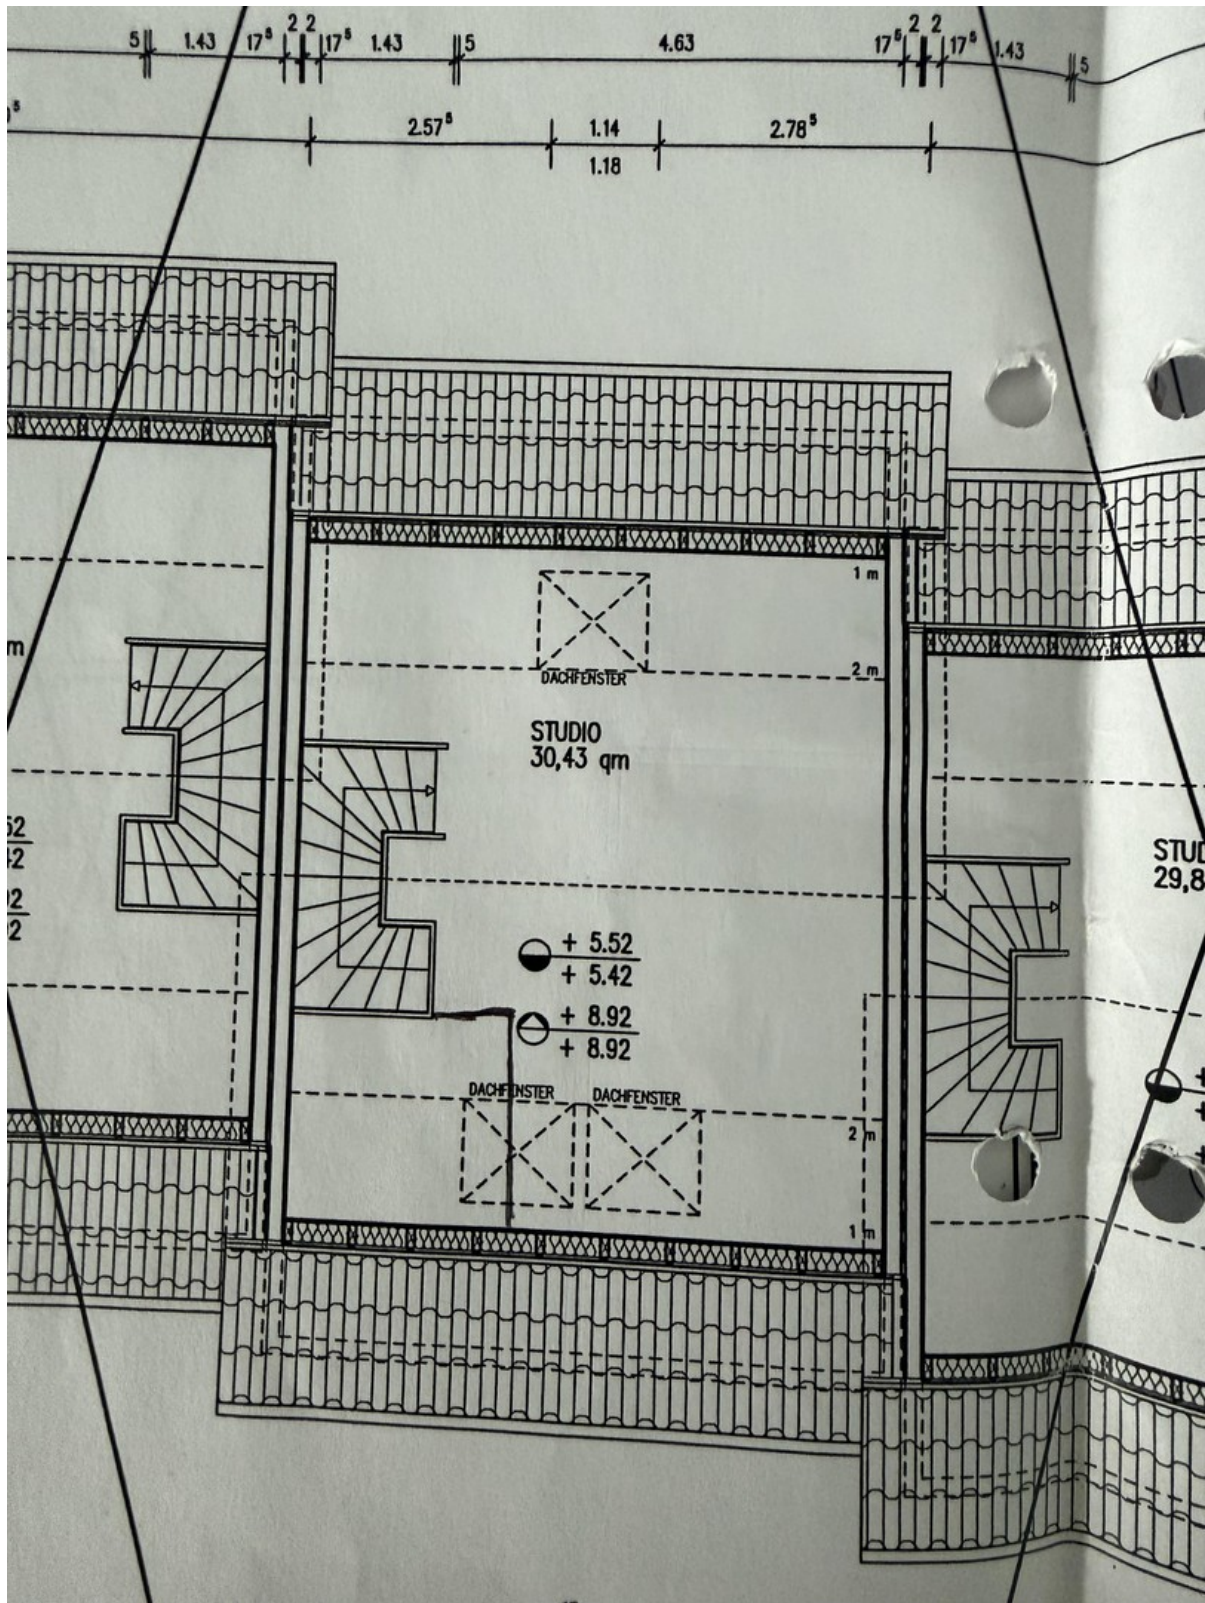 5 1.43 17⁵ 2 2 17⁵ 1.43 5 4.63 17⁵ 2 2 17⁵ 1.43 5
2.57⁵ 1.14 2.78⁵
1.18
1 m
2 m
DACHFENSTER
STUDIO
30,43 qm
+ 5.52
+ 5.42
+ 8.92
+ 8.92
DACHFENSTER DACHFENSTER
2 m
1 m
29,8